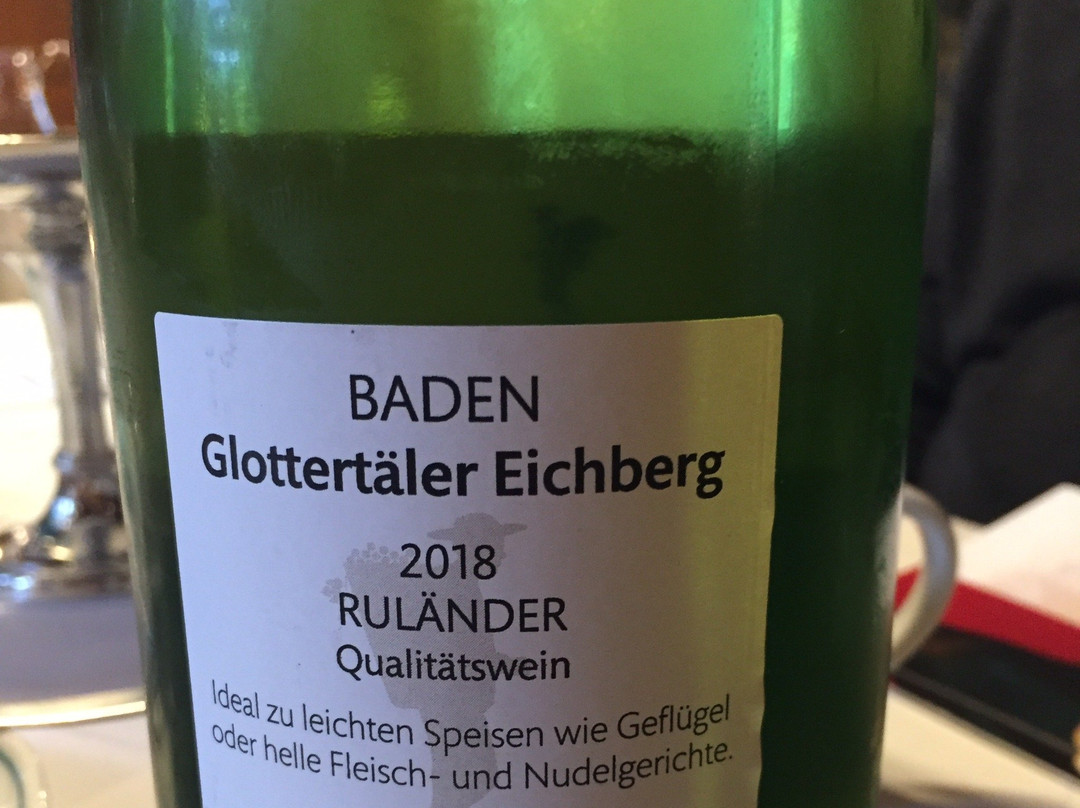 BADEN
Glottertäler Eichberg
2018
RULÄNDER
Qualitätswein
Ideal zu leichten Speisen wie Geflügel
oder helle Fleisch- und Nudelgerichte.